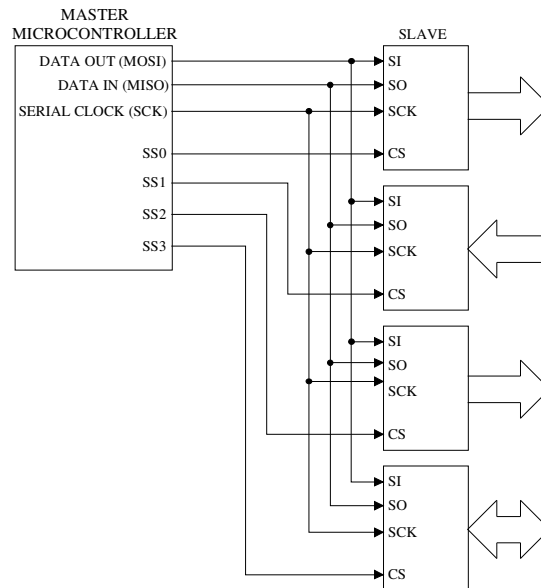 MASTER
MICROCONTROLLER
DATA OUT (MOSI)
DATA IN (MISO)
SERIAL CLOCK (SCK)
SS0
SS1
SS2
SS3
SLAVE
SI
SO
SCK
CS
SI
SO
SCK
CS
SI
SO
SCK
CS
SI
SO
SCK
CS